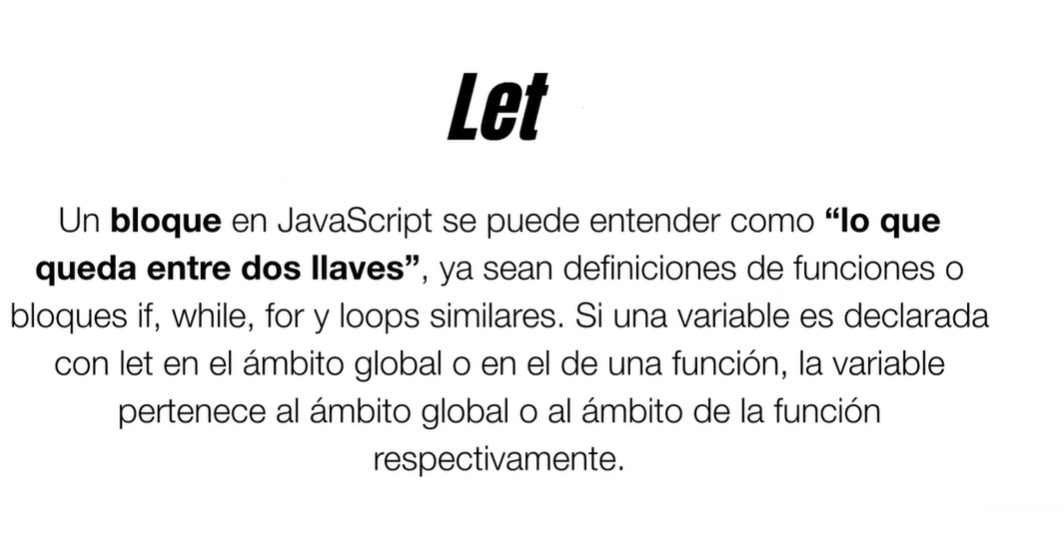 Let
Un bloque en JavaScript se puede entender como “lo que
queda entre dos llaves”, ya sean definiciones de funciones o
bloques if, while, for y loops similares. Si una variable es declarada
con let en el ámbito global o en el de una función, la variable
pertenece al ámbito global o al ámbito de la función
respectivamente.